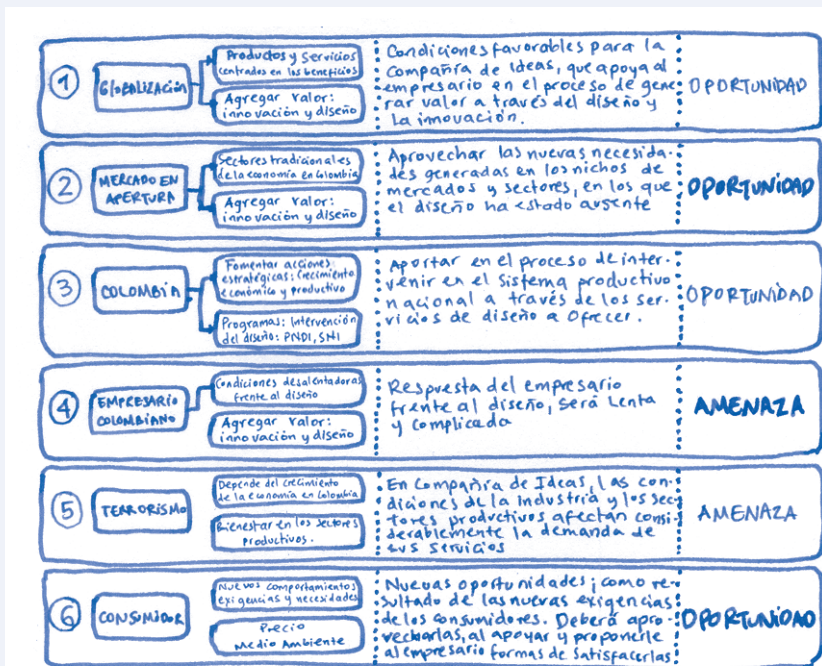 1
GLOBALIZACIÓN
Productos y Servicios
centrados en los beneficios
Agregar Valor:
innovación y diseño
Condiciones favorables para la
Compañía de Ideas, que apoya al
empresario en el proceso de gene
rar valor a través del diseño y
La innovación.
OPORTUNIDAD
2
MERCADO EN
APERTURA
Sectores tradicionales
de la economía en Colombia
Agregar Valor:
innovación y diseño
Aprovechar las nuevas necesida-
des generadas en los nichos de
mercados y sectores, en los que
el diseño ha estado ausente
OPORTUNIDAD
3
COLOMBIA
Fomentar acciones
estratégicas: Crecimiento
económico y productivo
Programas: Intervención
del diseño: PNDI, SNI
Aportar en el proceso de inter-
venir en el Sistema productivo
nacional a través de los ser-
vicios de diseño a Ofrecer.
OPORTUNIDAD
4
EMPRESARIO
COLOMBIANO
Condiciones desalentadoras
frente al diseño
Agregar Valor:
innovación y diseño
Respuesta del empresario
frente al diseño, Será Lenta
y complicada
AMENAZA
5
TERRORISMO
Depende del crecimiento
de la economía en Colombia
Bienestar en los Sectores
Productivos.
En Compañía de Ideas, las con-
diciones de la Industria y los sec
tores productivos afectan consi-
derablemente la demanda de
sus servicios
AMENAZA
6
CONSUMIDOR
Nuevos comportamientos
exigencias y necesidades
Precio
Medio Ambiente
Nuevas oportunidades; como re-
sultado de las nuevas exigencias
de los consumidores. Deberá apro-
vecharlas, al apoyar y proponerle
al empresario formas de Satisfacerlas
OPORTUNIDAD